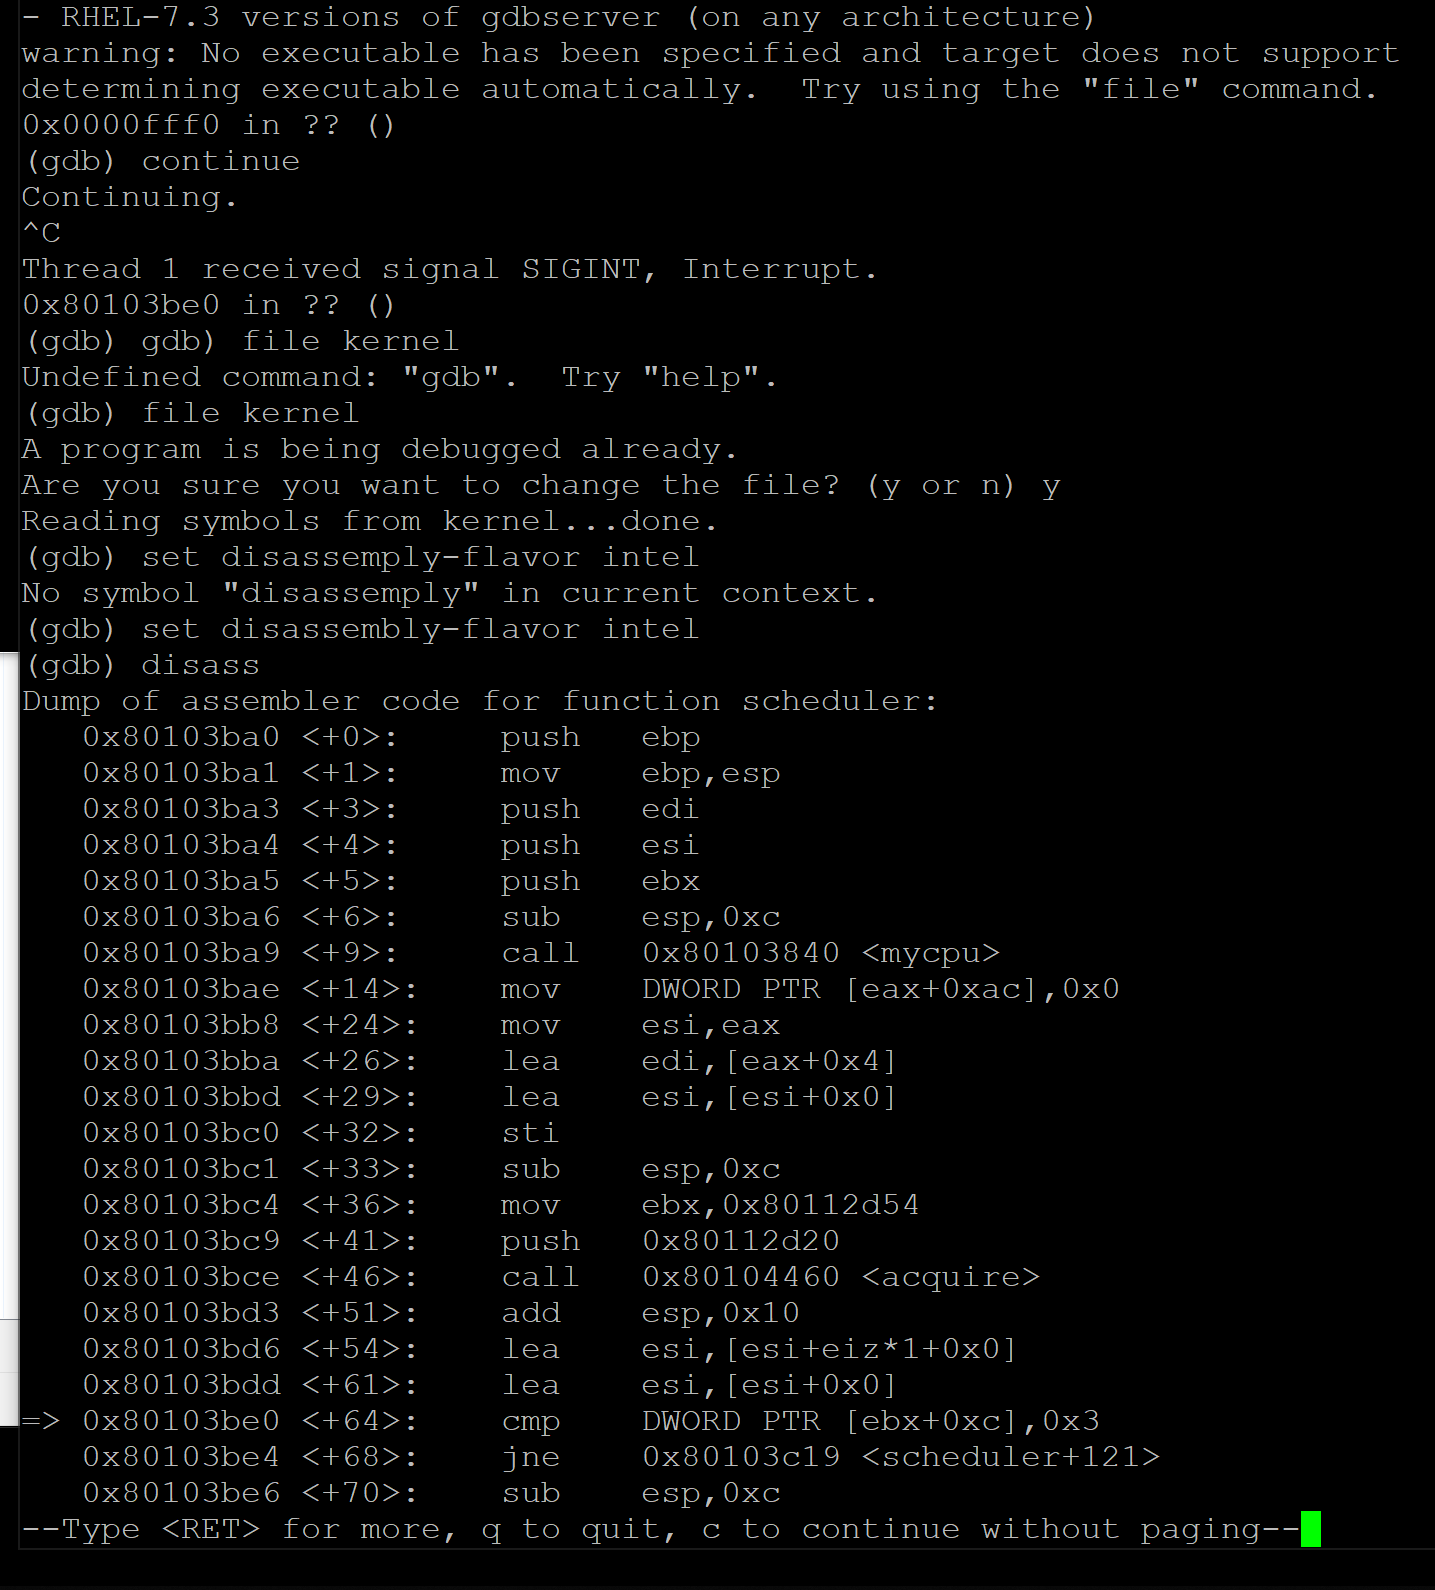 - RHEL-7.3 versions of gdbserver (on any architecture)
warning: No executable has been specified and target does not support
determining executable automatically.  Try using the "file" command.
0x0000fff0 in ?? ()
(gdb) continue
Continuing.
^C
Thread 1 received signal SIGINT, Interrupt.
0x80103be0 in ?? ()
(gdb) gdb) file kernel
Undefined command: "gdb".  Try "help".
(gdb) file kernel
A program is being debugged already.
Are you sure you want to change the file? (y or n) y
Reading symbols from kernel...done.
(gdb) set disassemply-flavor intel
No symbol "disassemply" in current context.
(gdb) set disassembly-flavor intel
(gdb) disass
Dump of assembler code for function scheduler:
   0x80103ba0 <+0>:     push   ebp
   0x80103ba1 <+1>:     mov    ebp,esp
   0x80103ba3 <+3>:     push   edi
   0x80103ba4 <+4>:     push   esi
   0x80103ba5 <+5>:     push   ebx
   0x80103ba6 <+6>:     sub    esp,0xc
   0x80103ba9 <+9>:     call   0x80103840 <mycpu>
   0x80103bae <+14>:    mov    DWORD PTR [eax+0xac],0x0
   0x80103bb8 <+24>:    mov    esi,eax
   0x80103bba <+26>:    lea    edi,[eax+0x4]
   0x80103bbd <+29>:    lea    esi,[esi+0x0]
   0x80103bc0 <+32>:    sti
   0x80103bc1 <+33>:    sub    esp,0xc
   0x80103bc4 <+36>:    mov    ebx,0x80112d54
   0x80103bc9 <+41>:    push   0x80112d20
   0x80103bce <+46>:    call   0x80104460 <acquire>
   0x80103bd3 <+51>:    add    esp,0x10
   0x80103bd6 <+54>:    lea    esi,[esi+eiz*1+0x0]
   0x80103bdd <+61>:    lea    esi,[esi+0x0]
=> 0x80103be0 <+64>:    cmp    DWORD PTR [ebx+0xc],0x3
   0x80103be4 <+68>:    jne    0x80103c19 <scheduler+121>
   0x80103be6 <+70>:    sub    esp,0xc
--Type <RET> for more, q to quit, c to continue without paging--